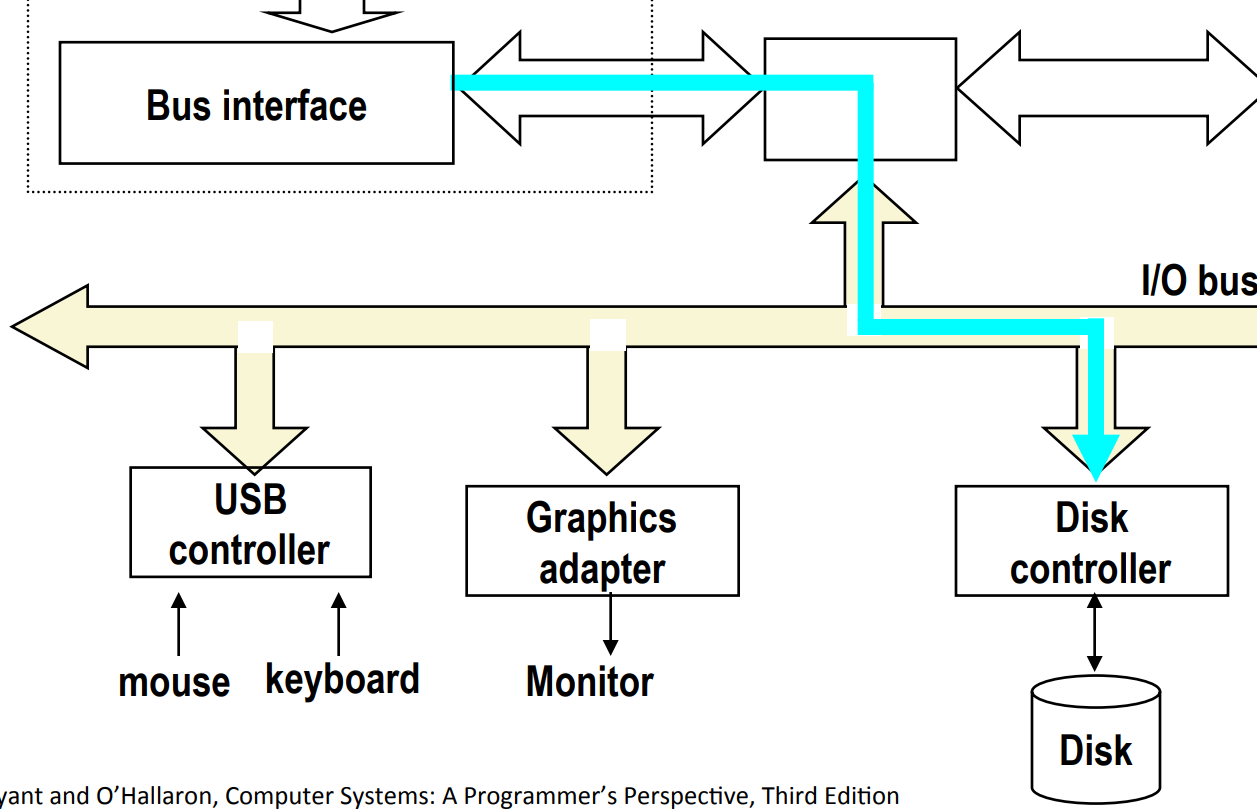 Bus interface
I/O bus
USB
controller
Graphics
adapter
Disk
controller
mouse
keyboard
Monitor
Disk
and O’Hallaron, Computer Systems: A Programmer’s Perspective, Third Edition